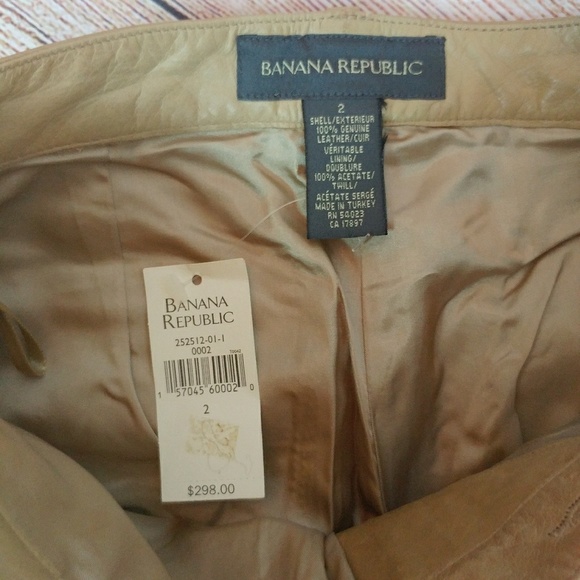 BANANA REPUBLIC
2
SHELL/EXTERIEUR
100% GENUINE
LEATHER/CUIR
VÉRITABLE
LINING/
DOUBLURE
100% ACETATE/
TWILL/
ACÉTATE SERGÉ
MADE IN TURKEY
RN 54023
CA 17897
BANANA
REPUBLIC
252512-01-1
0002
1 57045 60002 0
2
$298.00